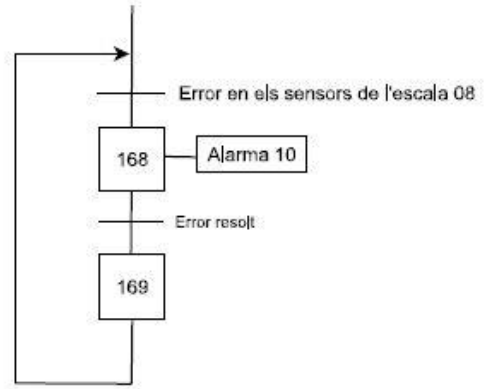 Error en els sensors de l'escala 08
168
Alarma 10
Error resolt
169